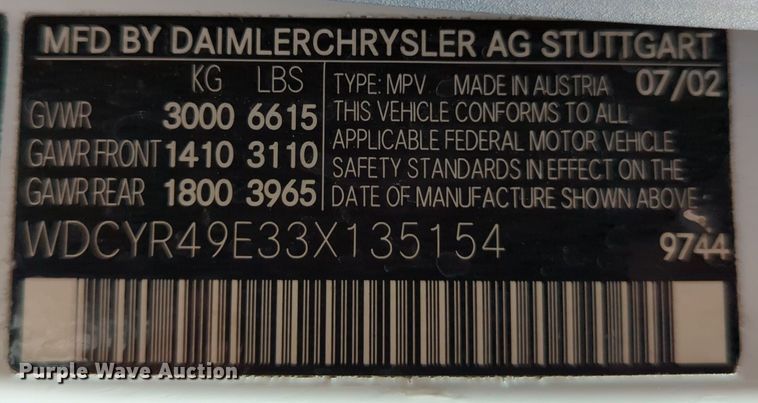 MFD BY DAIMLERCHRYSLER AG STUTTGART
KG LBS
GVWR 3000 6615
GAWR FRONT 1410 3110
GAWR REAR 1800 3965
TYPE: MPV MADE IN AUSTRIA 07/02
THIS VEHICLE CONFORMS TO ALL
APPLICABLE FEDERAL MOTOR VEHICLE
SAFETY STANDARDS IN EFFECT ON THE
DATE OF MANUFACTURE SHOWN ABOVE
WDCYR49E33X135154
9744
Purple Wave Auction